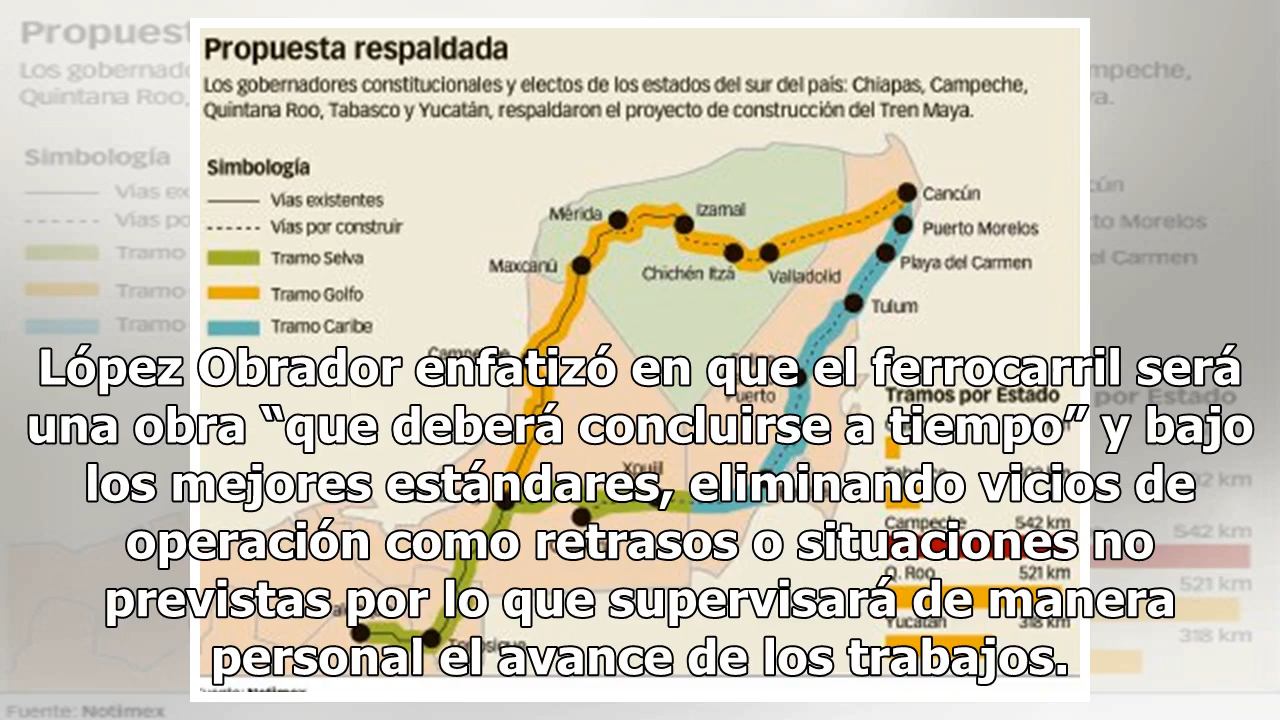 Propuesta respaldada
Los gobernadores constitucionales y electos de los estados del sur del país: Chiapas, Campeche,
Quintana Roo, Tabasco y Yucatán, respaldaron el proyecto de construcción del Tren Maya.
Simbología
Vías existentes
Vías por construir
Tramo Selva
Tramo Golfo
Tramo Caribe
Cancún
Puerto Morelos
Playa del Carmen
Tulum
Mérida
Izamal
Maxcanú
Chichén Itzá
Valladolid
Puerto
Xpujil
Tramos por Estado
Campeche 542 km
Q. Roo 521 km
Yucatán 318 km
López Obrador enfatizó en que el ferrocarril será
una obra “que deberá concluirse a tiempo” y bajo
los mejores estándares, eliminando vicios de
operación como retrasos o situaciones no
previstas por lo que supervisará de manera
personal el avance de los trabajos.
Fuente: Notimex